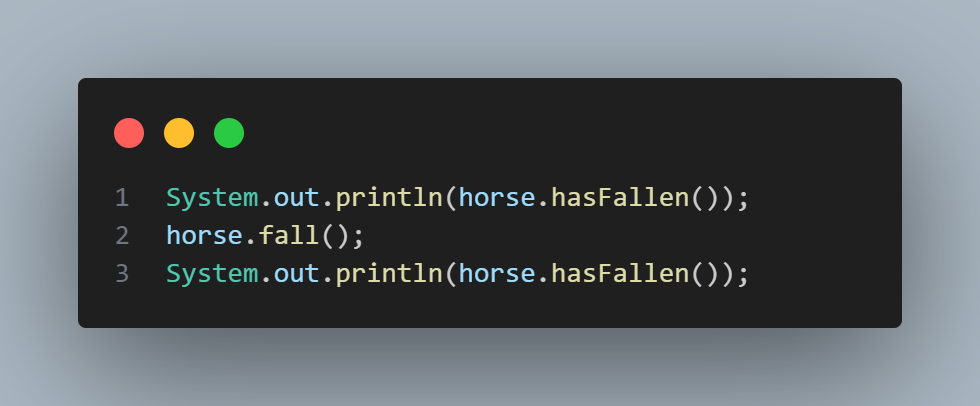 1 System.out.println(horse.hasFallen());
2 horse.fall();
3 System.out.println(horse.hasFallen());